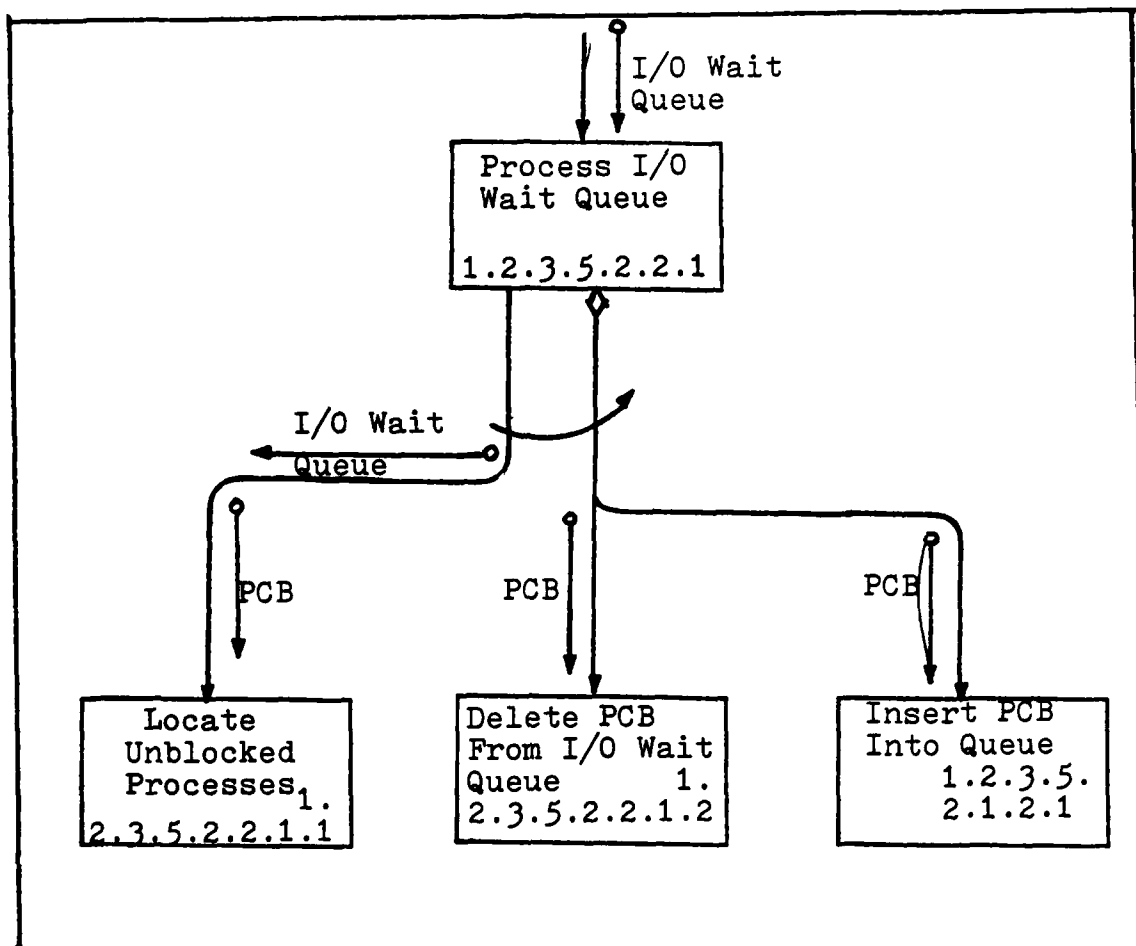 I/O Wait
Queue
Process I/O
Wait Queue
1.2.3.5.2.2.1
I/O Wait
Queue
PCB
PCB
PCB
Locate
Unblocked
Processes 1.
2.3.5.2.2.1.1
Delete PCB
From I/O Wait
Queue 1.
2.3.5.2.2.1.2
Insert PCB
Into Queue
1.2.3.5.
2.1.2.1